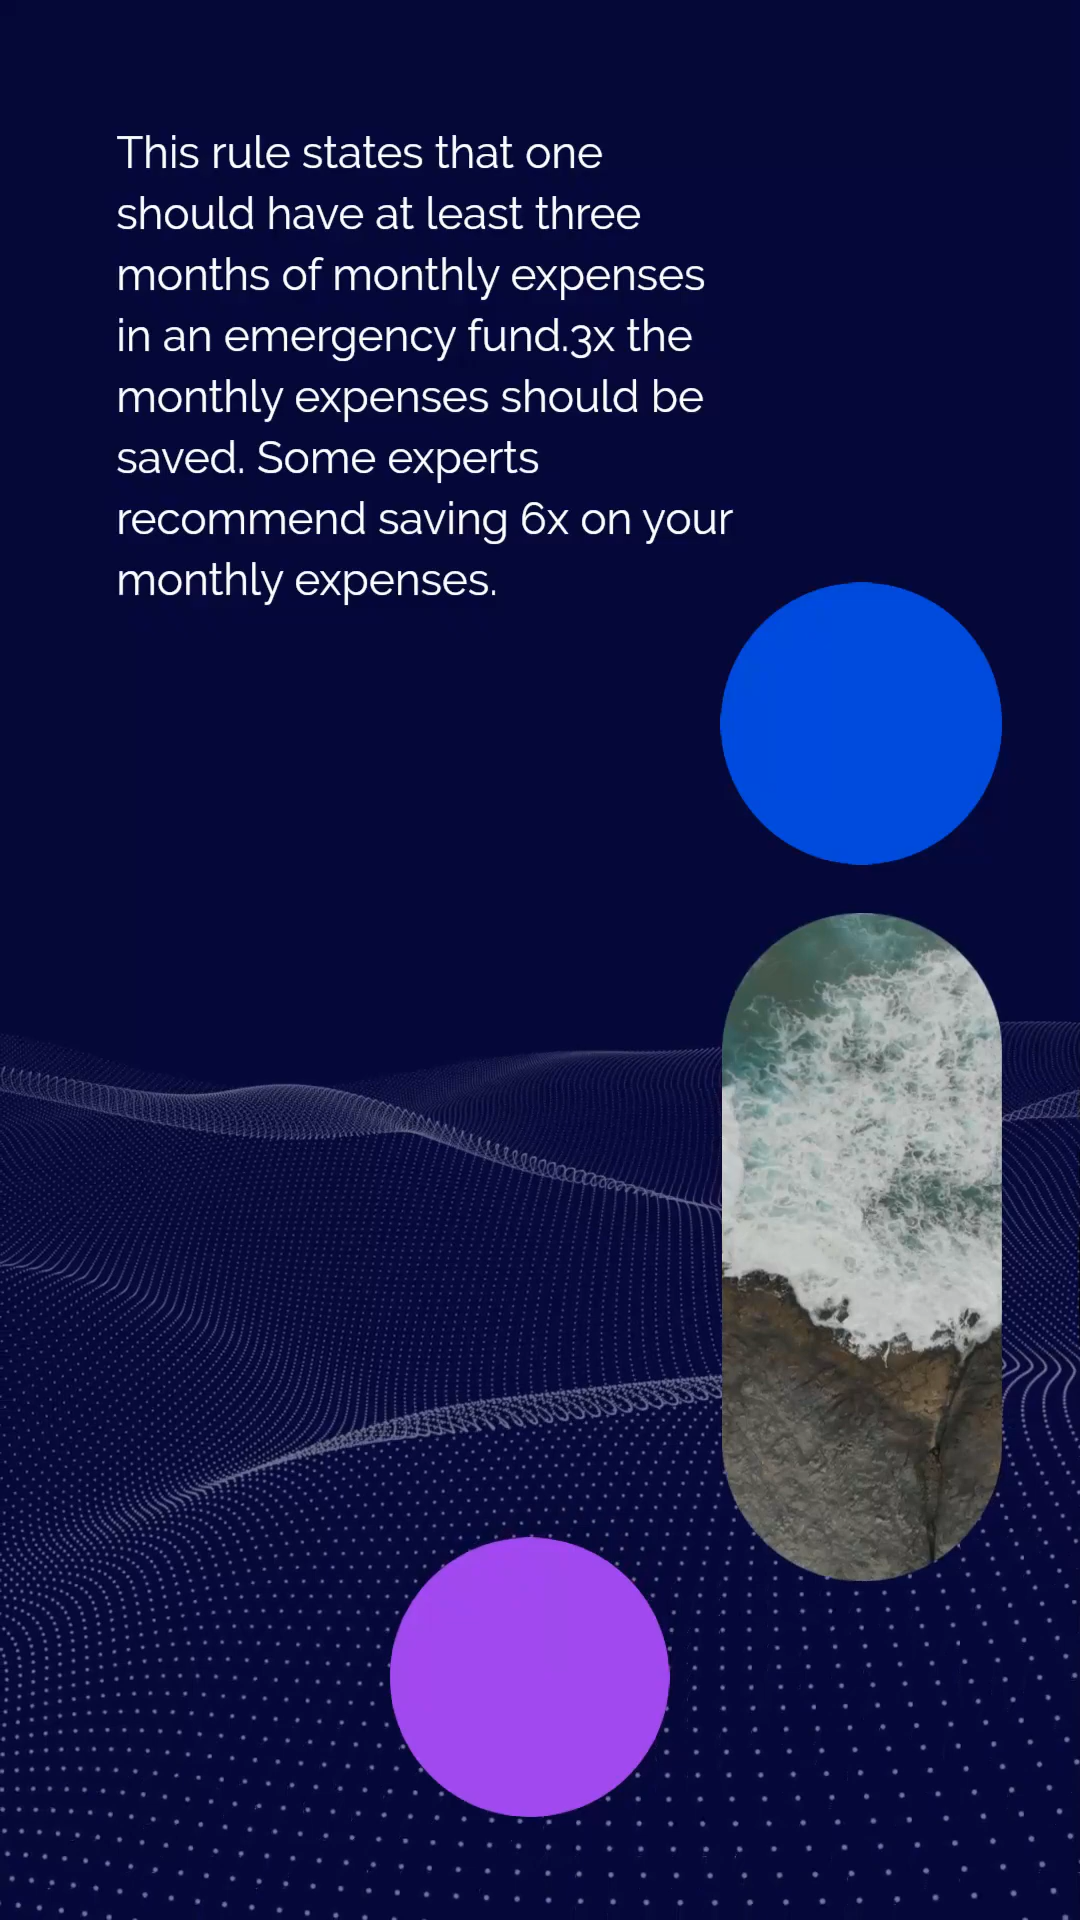 This rule states that one
should have at least three
months of monthly expenses
in an emergency fund.3x the
monthly expenses should be
saved. Some experts
recommend saving 6x on your
monthly expenses.